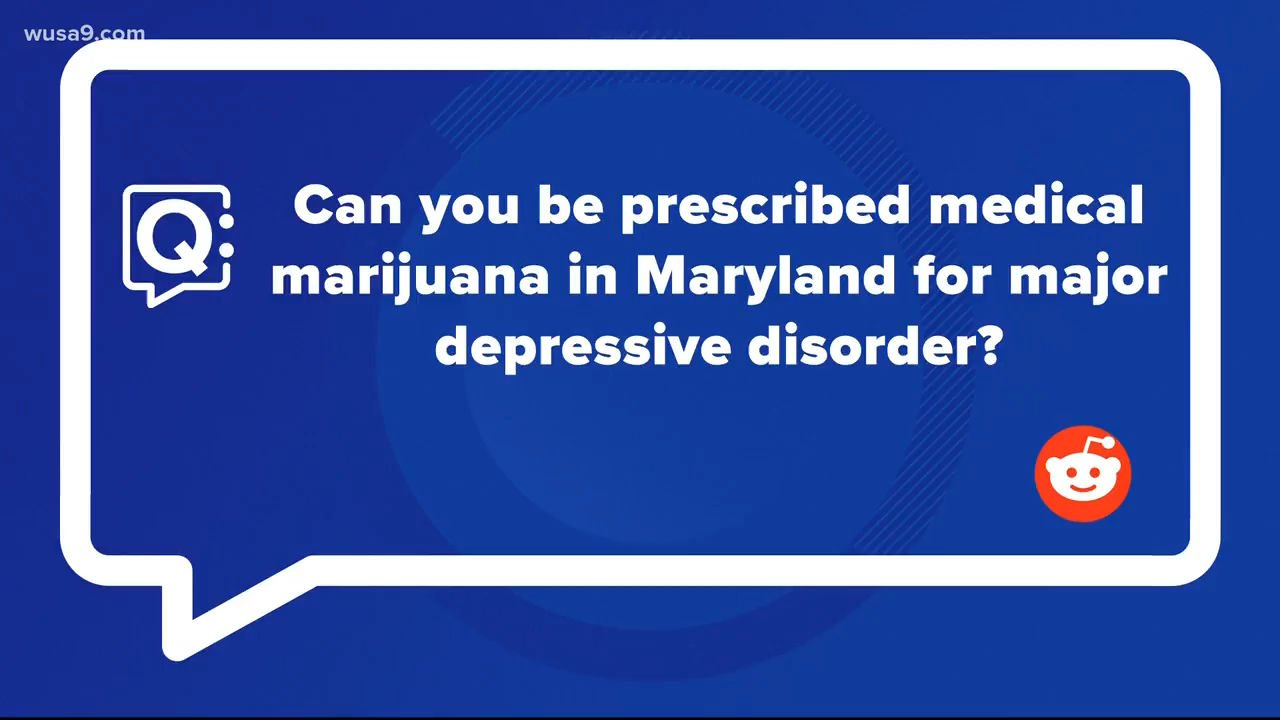 wusa9.com
Q:
Can you be prescribed medical
marijuana in Maryland for major
depressive disorder?